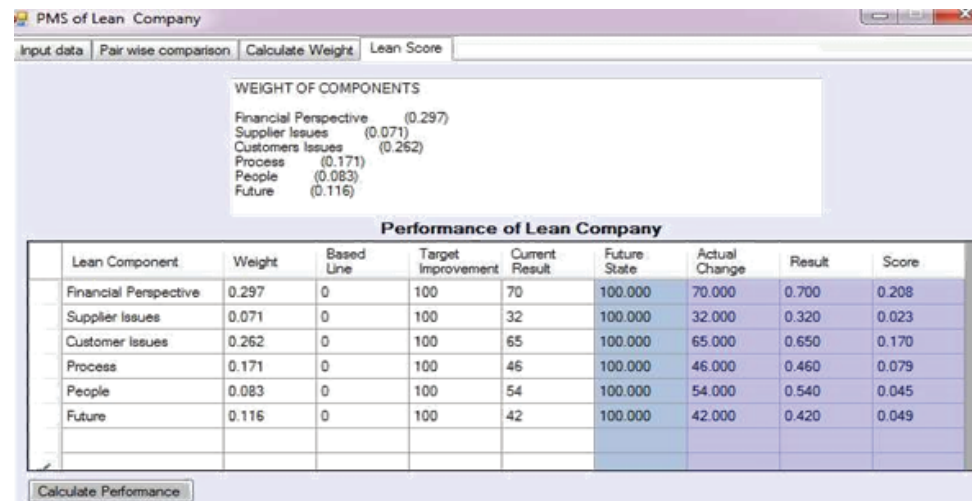 PMS of Lean Company
Input data Pair wise comparison Calculate Weight Lean Score
WEIGHT OF COMPONENTS
Financial Perspective (0.297)
Supplier Issues (0.071)
Customers Issues (0.262)
Process (0.171)
People (0.083)
Future (0.116)
Performance of Lean Company
Lean Component Weight Based Line Target Improvement Current Result Future State Actual Change Result Score
Financial Perspective 0.297 0 100 70 100.000 70.000 0.700 0.208
Supplier Issues 0.071 0 100 32 100.000 32.000 0.320 0.023
Customer Issues 0.262 0 100 65 100.000 65.000 0.650 0.170
Process 0.171 0 100 46 100.000 46.000 0.460 0.079
People 0.083 0 100 54 100.000 54.000 0.540 0.045
Future 0.116 0 100 42 100.000 42.000 0.420 0.049
Calculate Performance